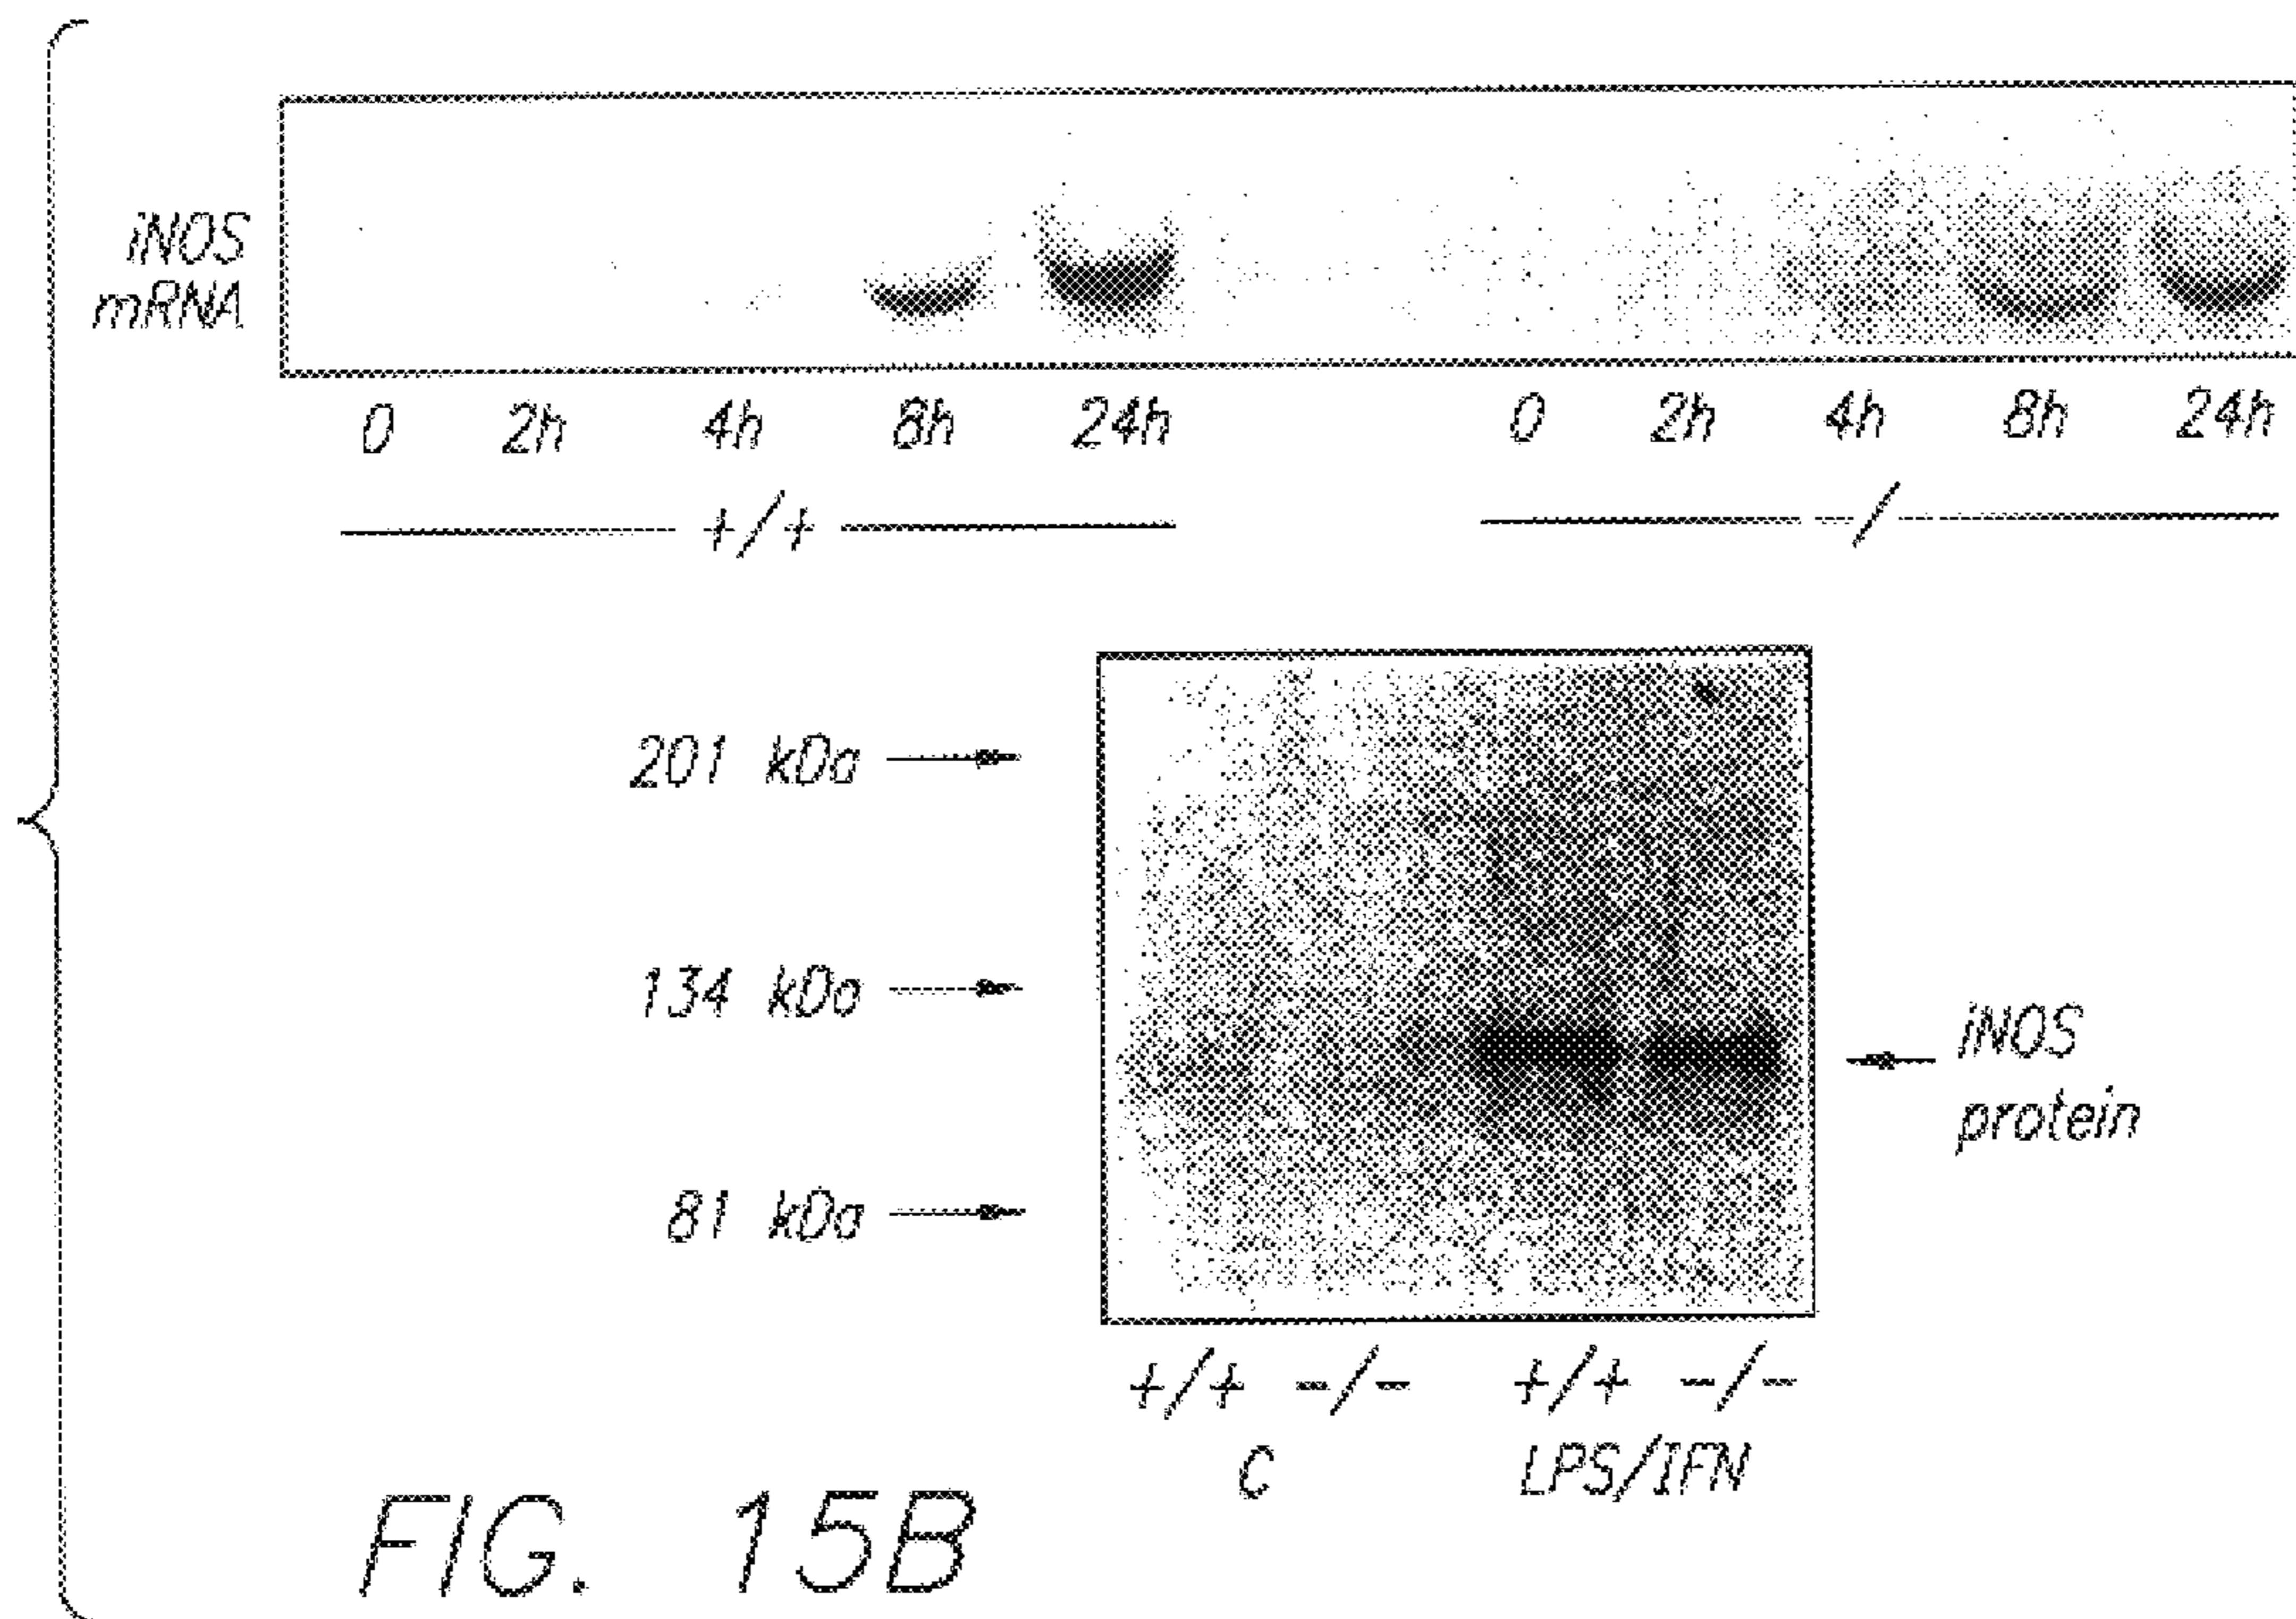 iNOS
mRNA
0 2h 4h 8h 24h 0 2h 4h 8h 24h
+/+ -/-
201 kDa
134 kDa
iNOS
protein
81 kDa
+/+ -/- +/+ -/-
C LPS/IFN
FIG. 15B